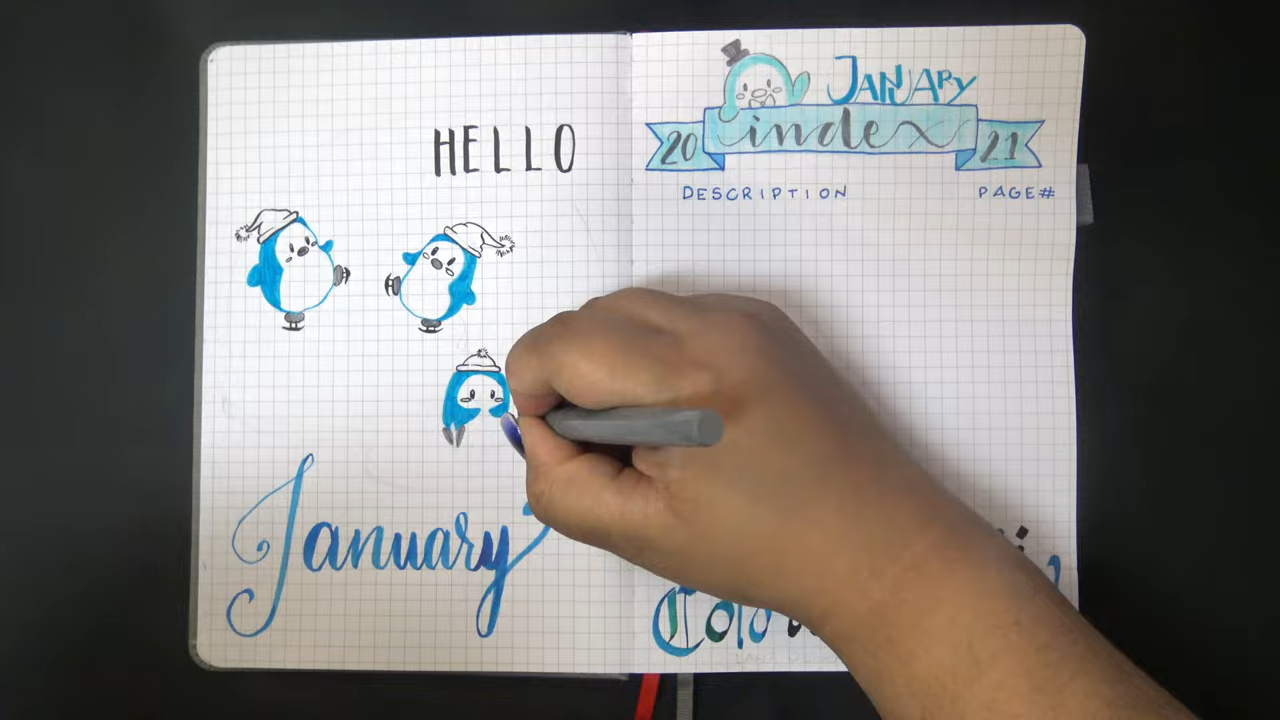 HELLO
January
JANUARY
20 index 21
DESCRIPTION PAGE#